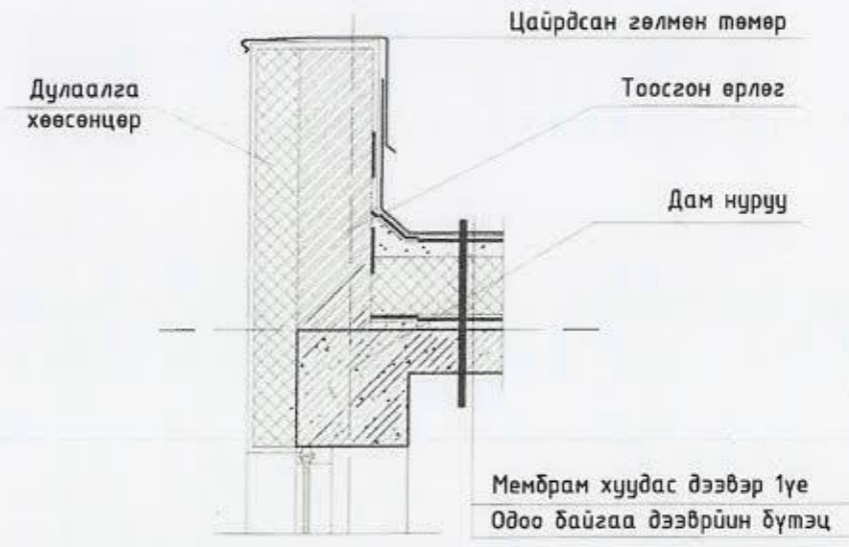 Цайрдсан гөлмөн төмөр
Дулаалга
хөөсөнцөр
Тоосгон өрлөг
Дам нуруу
Мембрам хуудас дээвэр 1үе
Одоо байгаа дээврийн бүтэц